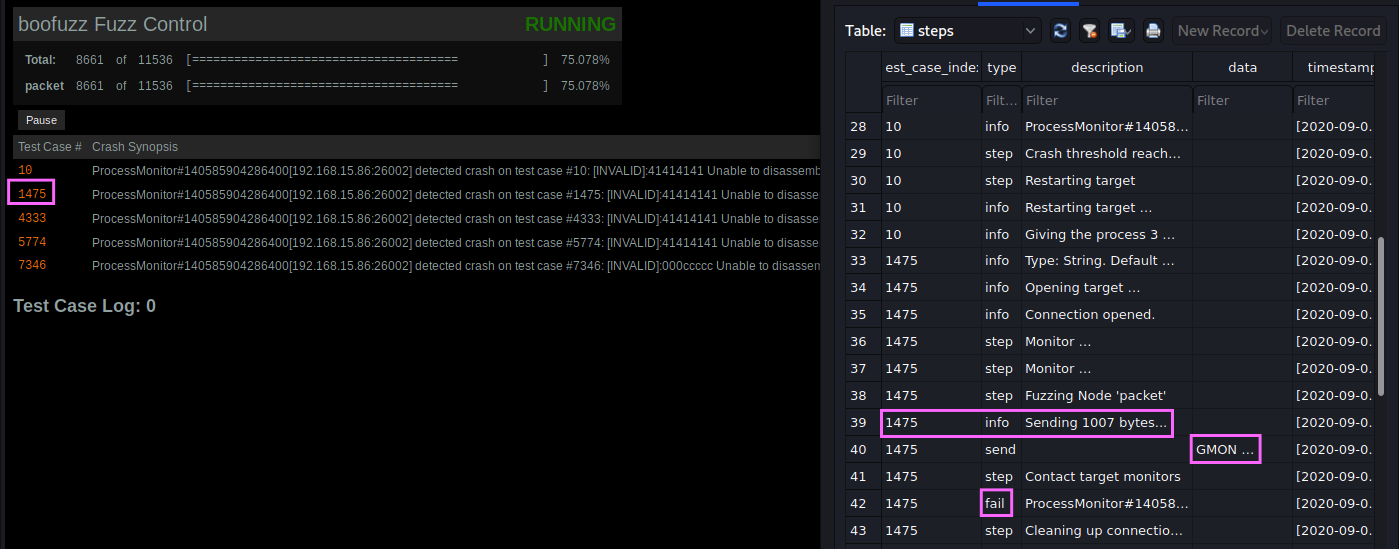 boofuzz Fuzz Control RUNNING
Total: 8661 of 11536 [===================================== ] 75.078%
packet 8661 of 11536 [===================================== ] 75.078%
Pause
Test Case # Crash Synopsis
10 ProcessMonitor#140585904286400[192.168.15.86:26002] detected crash on test case #10: [INVALID]:41414141 Unable to disassemb
1475 ProcessMonitor#140585904286400[192.168.15.86:26002] detected crash on test case #1475: [INVALID]:41414141 Unable to disasse
4333 ProcessMonitor#140585904286400[192.168.15.86:26002] detected crash on test case #4333: [INVALID]:41414141 Unable to disasse
5774 ProcessMonitor#140585904286400[192.168.15.86:26002] detected crash on test case #5774: [INVALID]:41414141 Unable to disasse
7346 ProcessMonitor#140585904286400[192.168.15.86:26002] detected crash on test case #7346: [INVALID]:000ccccc Unable to disassem
Test Case Log: 0
Table: steps New Record Delete Record
est_case_index type description data timestamp
Filter Filt... Filter Filter Filter
28 10 info ProcessMonitor#14058... [2020-09-0.
29 10 step Crash threshold reach... [2020-09-0.
30 10 step Restarting target [2020-09-0.
31 10 info Restarting target ... [2020-09-0.
32 10 info Giving the process 3 ... [2020-09-0.
33 1475 info Type: String. Default ... [2020-09-0.
34 1475 info Opening target ... [2020-09-0.
35 1475 info Connection opened. [2020-09-0.
36 1475 step Monitor ... [2020-09-0.
37 1475 step Monitor ... [2020-09-0.
38 1475 step Fuzzing Node 'packet' [2020-09-0.
39 1475 info Sending 1007 bytes... [2020-09-0.
40 1475 send GMON ... [2020-09-0.
41 1475 step Contact target monitors [2020-09-0.
42 1475 fail ProcessMonitor#14058... [2020-09-0.
43 1475 step Cleaning up connectio... [2020-09-0.